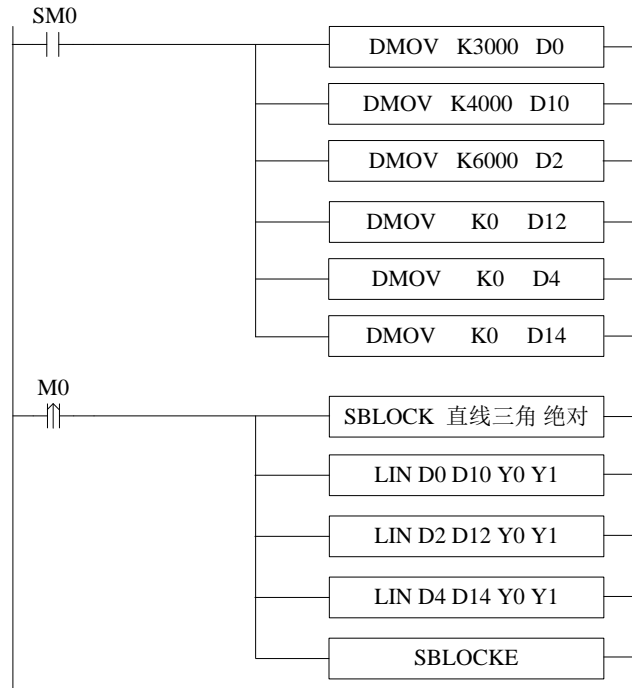 SM0
DMOV K3000 D0
DMOV K4000 D10
DMOV K6000 D2
DMOV K0 D12
DMOV K0 D4
DMOV K0 D14
M0
SBLOCK 直线三角 绝对
LIN D0 D10 Y0 Y1
LIN D2 D12 Y0 Y1
LIN D4 D14 Y0 Y1
SBLOCKE